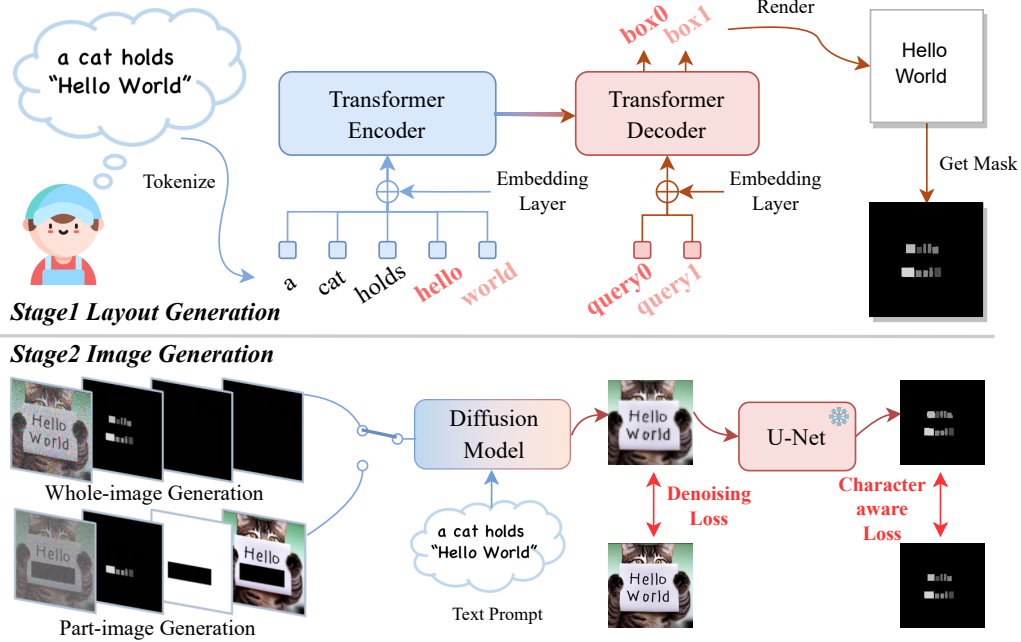 a cat holds
“Hello World”
Tokenize
Transformer
Encoder
Embedding
Layer
a
cat
holds
hello
world
box0
box1
Transformer
Decoder
Embedding
Layer
query0
query1
Render
Hello
World
Get Mask
Stage1 Layout Generation
Stage2 Image Generation
Hello
World
Whole-image Generation
Hello
Hello
Part-image Generation
Diffusion
Model
a cat holds
“Hello World”
Text Prompt
Hello
World
Denoising
Loss
Hello
World
U-Net
Character
aware
Loss